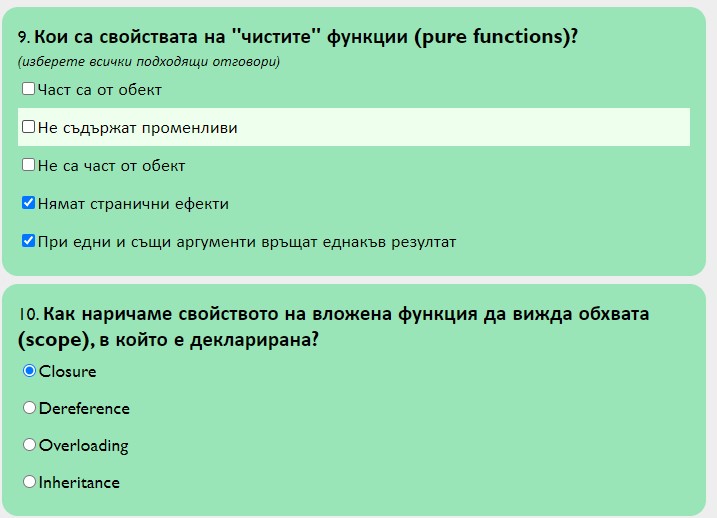 9. Кои са свойствата на "чистите" функции (pure functions)?
(изберете всички подходящи отговори)
Част са от обект
Не съдържат променливи
Не са част от обект
Нямат странични ефекти
При едни и същи аргументи връщат еднакъв резултат
10. Как наричаме свойството на вложена функция да вижда обхвата
(scope), в който е декларирана?
Closure
Dereference
Overloading
Inheritance